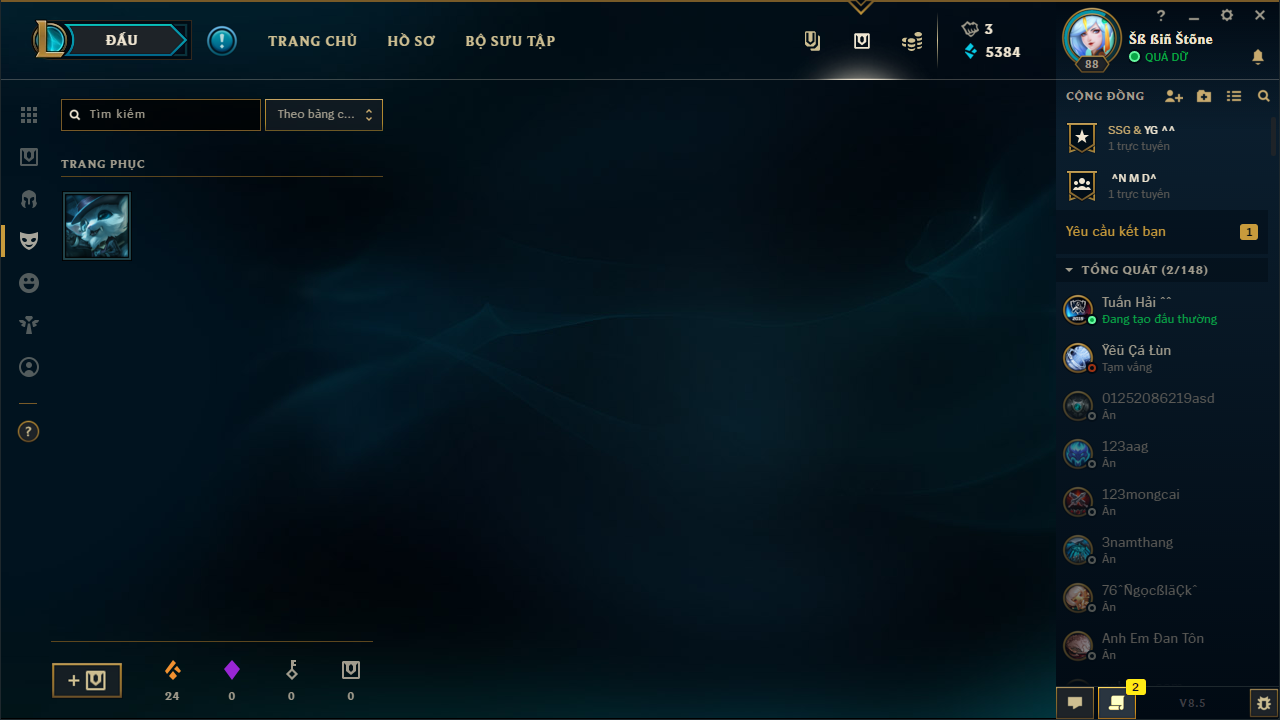 ĐẤU
!
TRANG CHỦ
HỒ SƠ
BỘ SƯU TẬP
3
5384
?
88
Šß ßiñ Štõne
QUÁ DỮ
Tìm kiếm
Theo bảng c...
TRANG PHỤC
?
24
0
0
0
CỘNG ĐỒNG
SSG & YG ^^
1 trực tuyến
^N M D^
1 trực tuyến
Yêu cầu kết bạn
1
TỔNG QUÁT (2/148)
Tuấn Hải ^^
Đang tạo đấu thường
Ÿêü Çá Łùn
Tạm vắng
01252086219asd
Ẩn
123aag
Ẩn
123mongcai
Ẩn
3namthang
Ẩn
76ˆÑgọcßlãÇkˆ
Ẩn
Anh Em Đan Tôn
Ẩn
2
V8.5